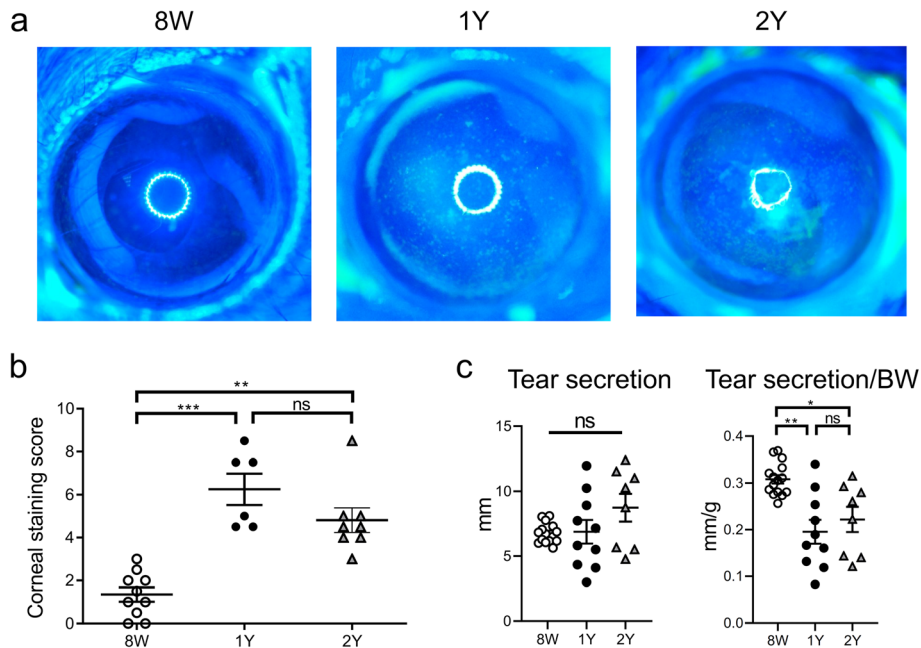 a
8W 1Y 2Y
b
**
*** ns
Corneal staining score
10
8
6
4
2
0
8W 1Y 2Y
c
Tear secretion
ns
mm
15
10
5
0
8W 1Y 2Y
Tear secretion/BW
*
** ns
mm/g
0.4
0.3
0.2
0.1
0.0
8W 1Y 2Y